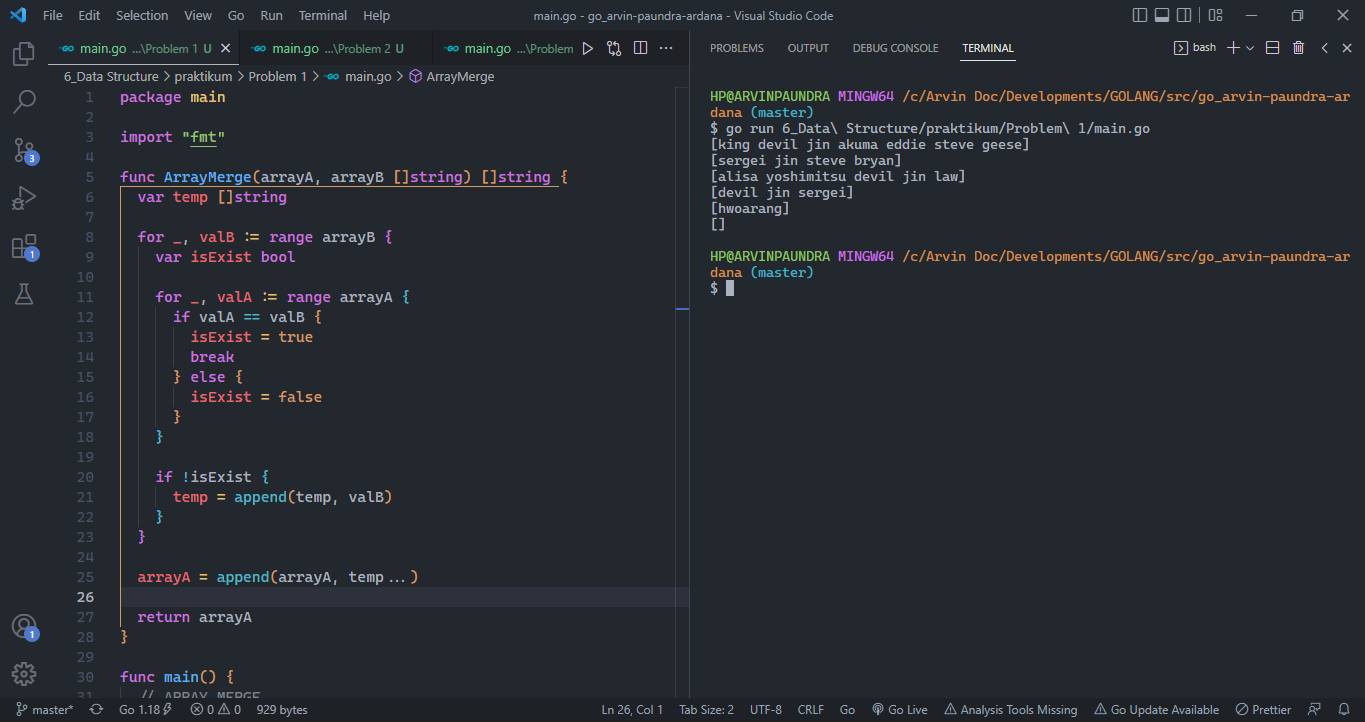 File Edit Selection View Go Run Terminal Help main.go - go_arvin-paundra-ardana - Visual Studio Code
main.go ...\Problem 1 U main.go ...\Problem 2 U main.go ...\Problem
6_Data Structure > praktikum > Problem 1 > main.go > ArrayMerge
1 package main
2
3 import "fmt"
4
5 func ArrayMerge(arrayA, arrayB []string) []string {
6 var temp []string
7
8 for _, valB := range arrayB {
9 var isExist bool
10
11 for _, valA := range arrayA {
12 if valA == valB {
13 isExist = true
14 break
15 } else {
16 isExist = false
17 }
18 }
19
20 if !isExist {
21 temp = append(temp, valB)
22 }
23 }
24
25 arrayA = append(arrayA, temp...)
26
27 return arrayA
28 }
29
30 func main() {
31 // ARRAY MERGE
PROBLEMS OUTPUT DEBUG CONSOLE TERMINAL bash
HP@ARVINPAUNDRA MINGW64 /c/Arvin Doc/Developments/GOLANG/src/go_arvin-paundra-ar
dana (master)
$ go run 6_Data\ Structure/praktikum/Problem\ 1/main.go
[king devil jin akuma eddie steve geese]
[sergei jin steve bryan]
[alisa yoshimitsu devil jin law]
[devil jin sergei]
[hwoarang]
[]
HP@ARVINPAUNDRA MINGW64 /c/Arvin Doc/Developments/GOLANG/src/go_arvin-paundra-ar
dana (master)
$
3
1
1
master* Go 1.18 0 0 929 bytes Ln 26, Col 1 Tab Size: 2 UTF-8 CRLF Go Go Live Analysis Tools Missing Go Update Available Prettier